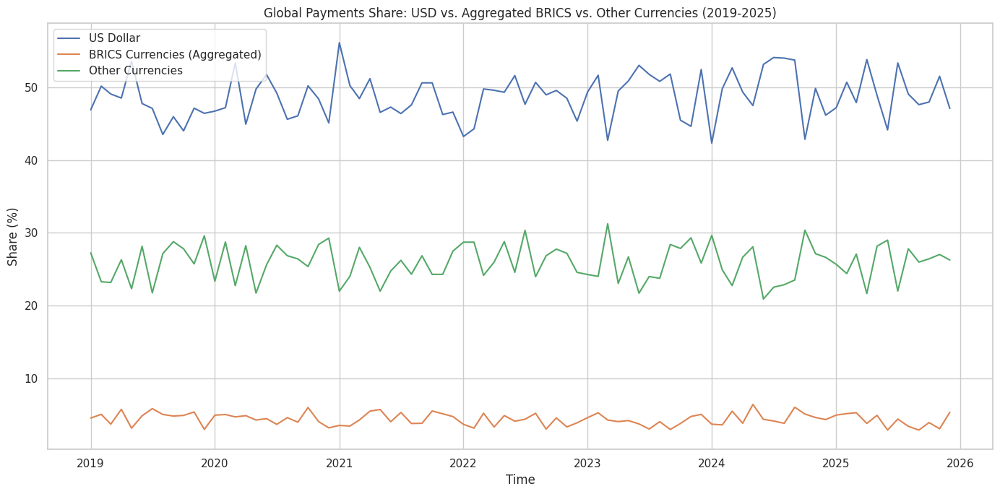 Global Payments Share: USD vs. Aggregated BRICS vs. Other Currencies (2019-2025)
US Dollar
BRICS Currencies (Aggregated)
Other Currencies
Share (%)
50
40
30
20
10
2019 2020 2021 2022 2023 2024 2025 2026
Time